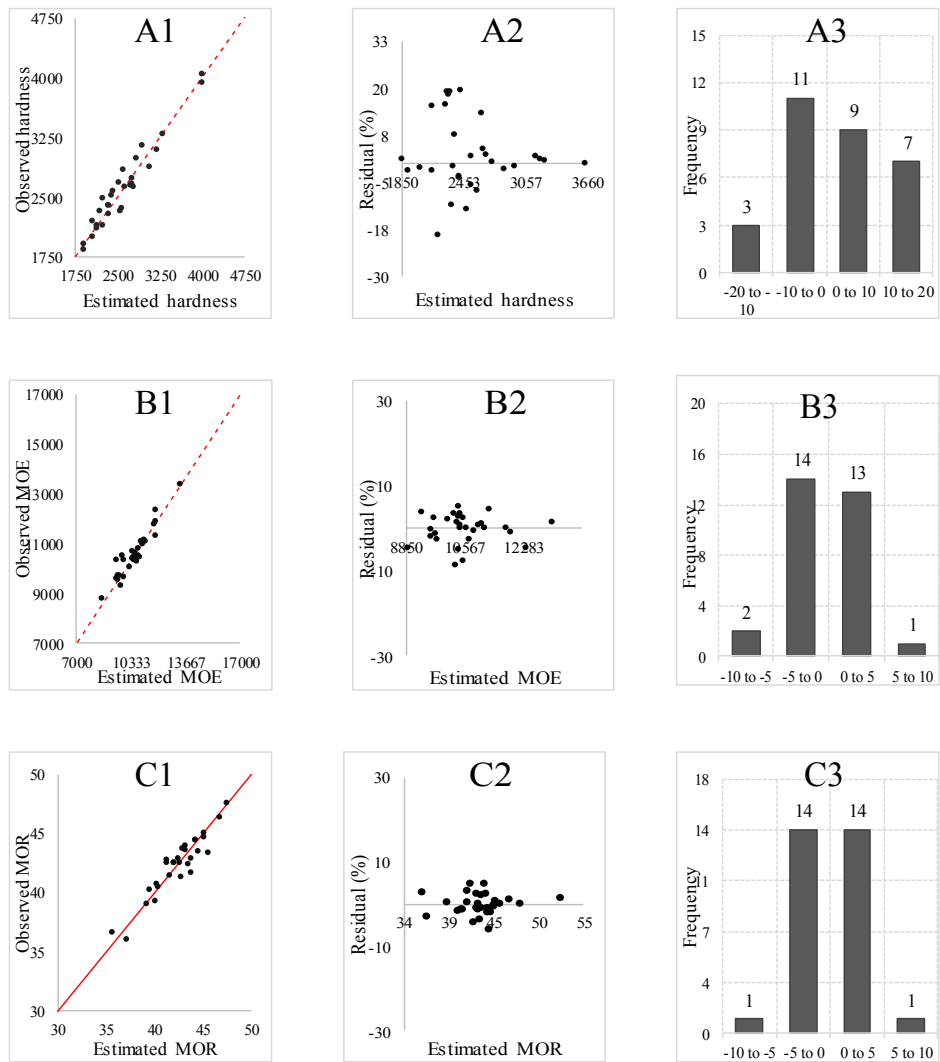 A1
4750
4000
3250
2500
1750
1750 2500 3250 4000 4750
Observed hardness
Estimated hardness
A2
33
20
8
-5
-18
-30
1850 2453 3057 3660
Residual (%)
Estimated hardness
A3
15
12
9
6
3
0
Frequency
3
11
9
7
-20 to -
10
-10 to 0
0 to 10
10 to 20
B1
17000
15000
13000
11000
9000
7000
7000 10333 13667 17000
Observed MOE
Estimated MOE
B2
30
10
-10
-30
8850 10567 12283
Residual (%)
Estimated MOE
B3
20
16
12
8
4
0
Frequency
2
14
13
1
-10 to -5 -5 to 0 0 to 5 5 to 10
C1
50
45
40
35
30
30 35 40 45 50
Observed MOR
Estimated MOR
C2
30
10
-10
-30
34 39 45 50 55
Residual (%)
Estimated MOR
C3
18
14
11
7
4
0
Frequency
1
14
14
1
-10 to -5 -5 to 0 0 to 5 5 to 10